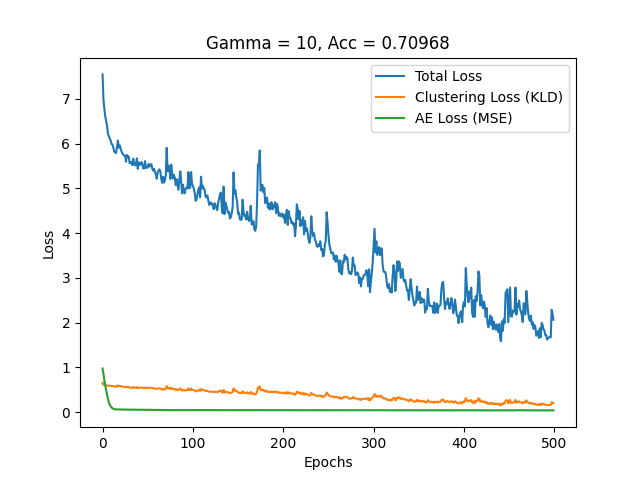 Gamma = 10, Acc = 0.70968
Total Loss
Clustering Loss (KLD)
AE Loss (MSE)
7
6
5
4
3
2
1
0
Loss
0 100 200 300 400 500
Epochs